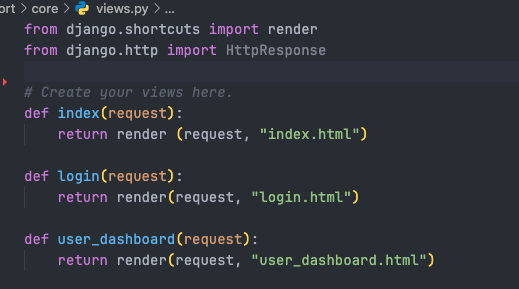 ort > core > views.py > ...
from django.shortcuts import render
from django.http import HttpResponse
# Create your views here.
def index(request):
    return render (request, "index.html")
def login(request):
    return render(request, "login.html")
def user_dashboard(request):
    return render(request, "user_dashboard.html")